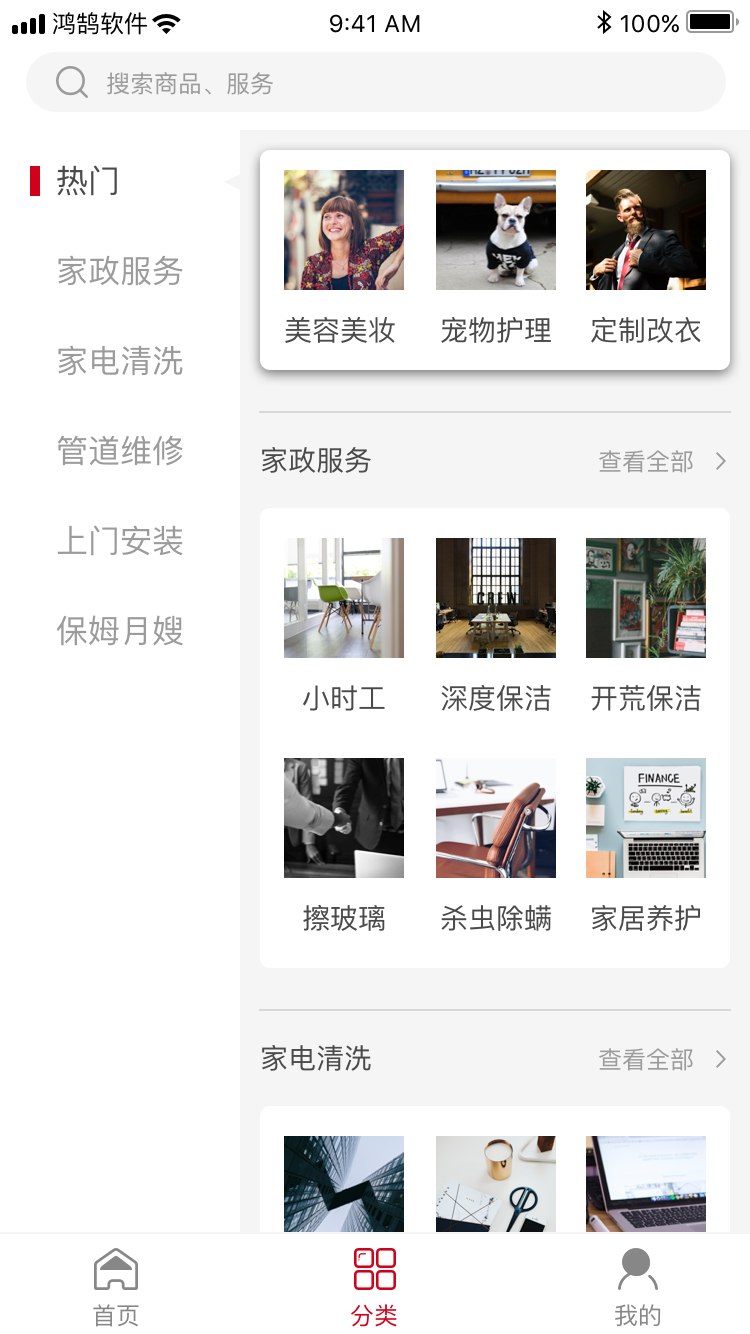 鸿鹄软件 9:41 AM 100%
搜索商品、服务
热门
家政服务
家电清洗
管道维修
上门安装
保姆月嫂
美容美妆 宠物护理 定制改衣
家政服务 查看全部
CREW
小时工 深度保洁 开荒保洁
FINANCE
擦玻璃 杀虫除螨 家居养护
家电清洗 查看全部
首页 分类 我的